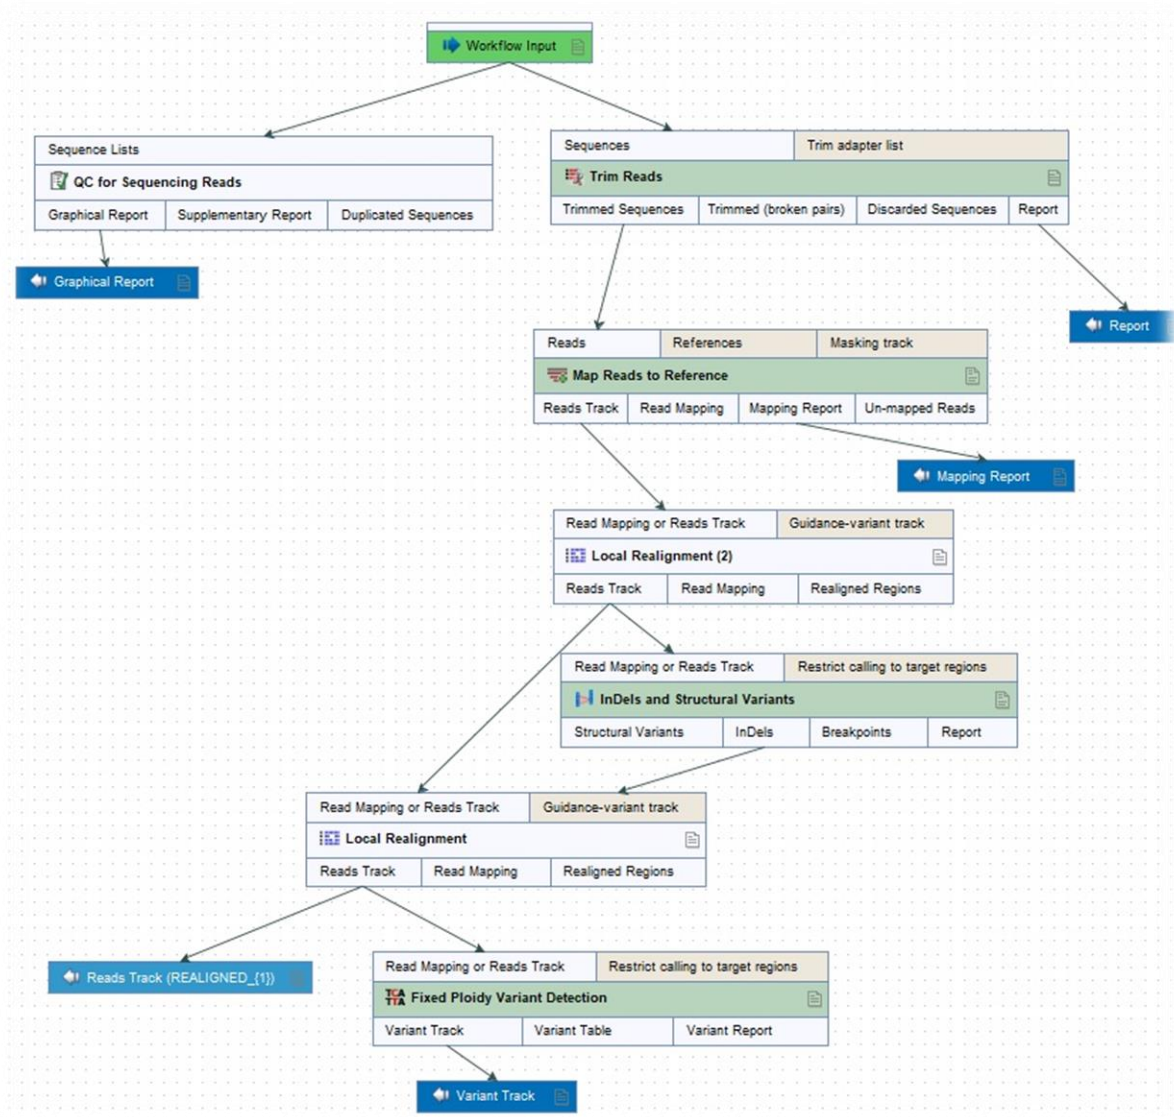 Workflow Input
Sequence Lists
QC for Sequencing Reads
Graphical Report Supplementary Report Duplicated Sequences
Graphical Report
Sequences Trim adapter list
Trim Reads
Trimmed Sequences Trimmed (broken pairs) Discarded Sequences Report
Report
Reads References Masking track
Map Reads to Reference
Reads Track Read Mapping Mapping Report Un-mapped Reads
Mapping Report
Read Mapping or Reads Track Guidance-variant track
Local Realignment (2)
Reads Track Read Mapping Realigned Regions
Read Mapping or Reads Track Restrict calling to target regions
InDels and Structural Variants
Structural Variants InDels Breakpoints Report
Read Mapping or Reads Track Guidance-variant track
Local Realignment
Reads Track Read Mapping Realigned Regions
Reads Track (REALIGNED_{1})
Read Mapping or Reads Track Restrict calling to target regions
TCA
TTA
Fixed Ploidy Variant Detection
Variant Track Variant Table Variant Report
Variant Track